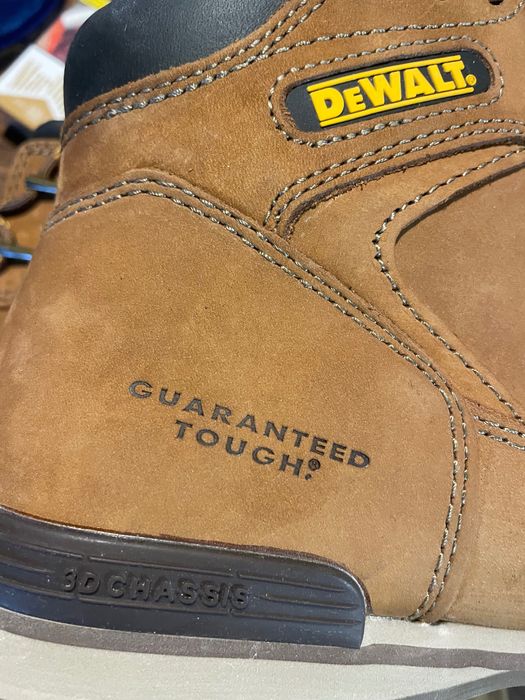 DEWALT.
GUARANTEED
TOUGH.®
3D CHASSIS